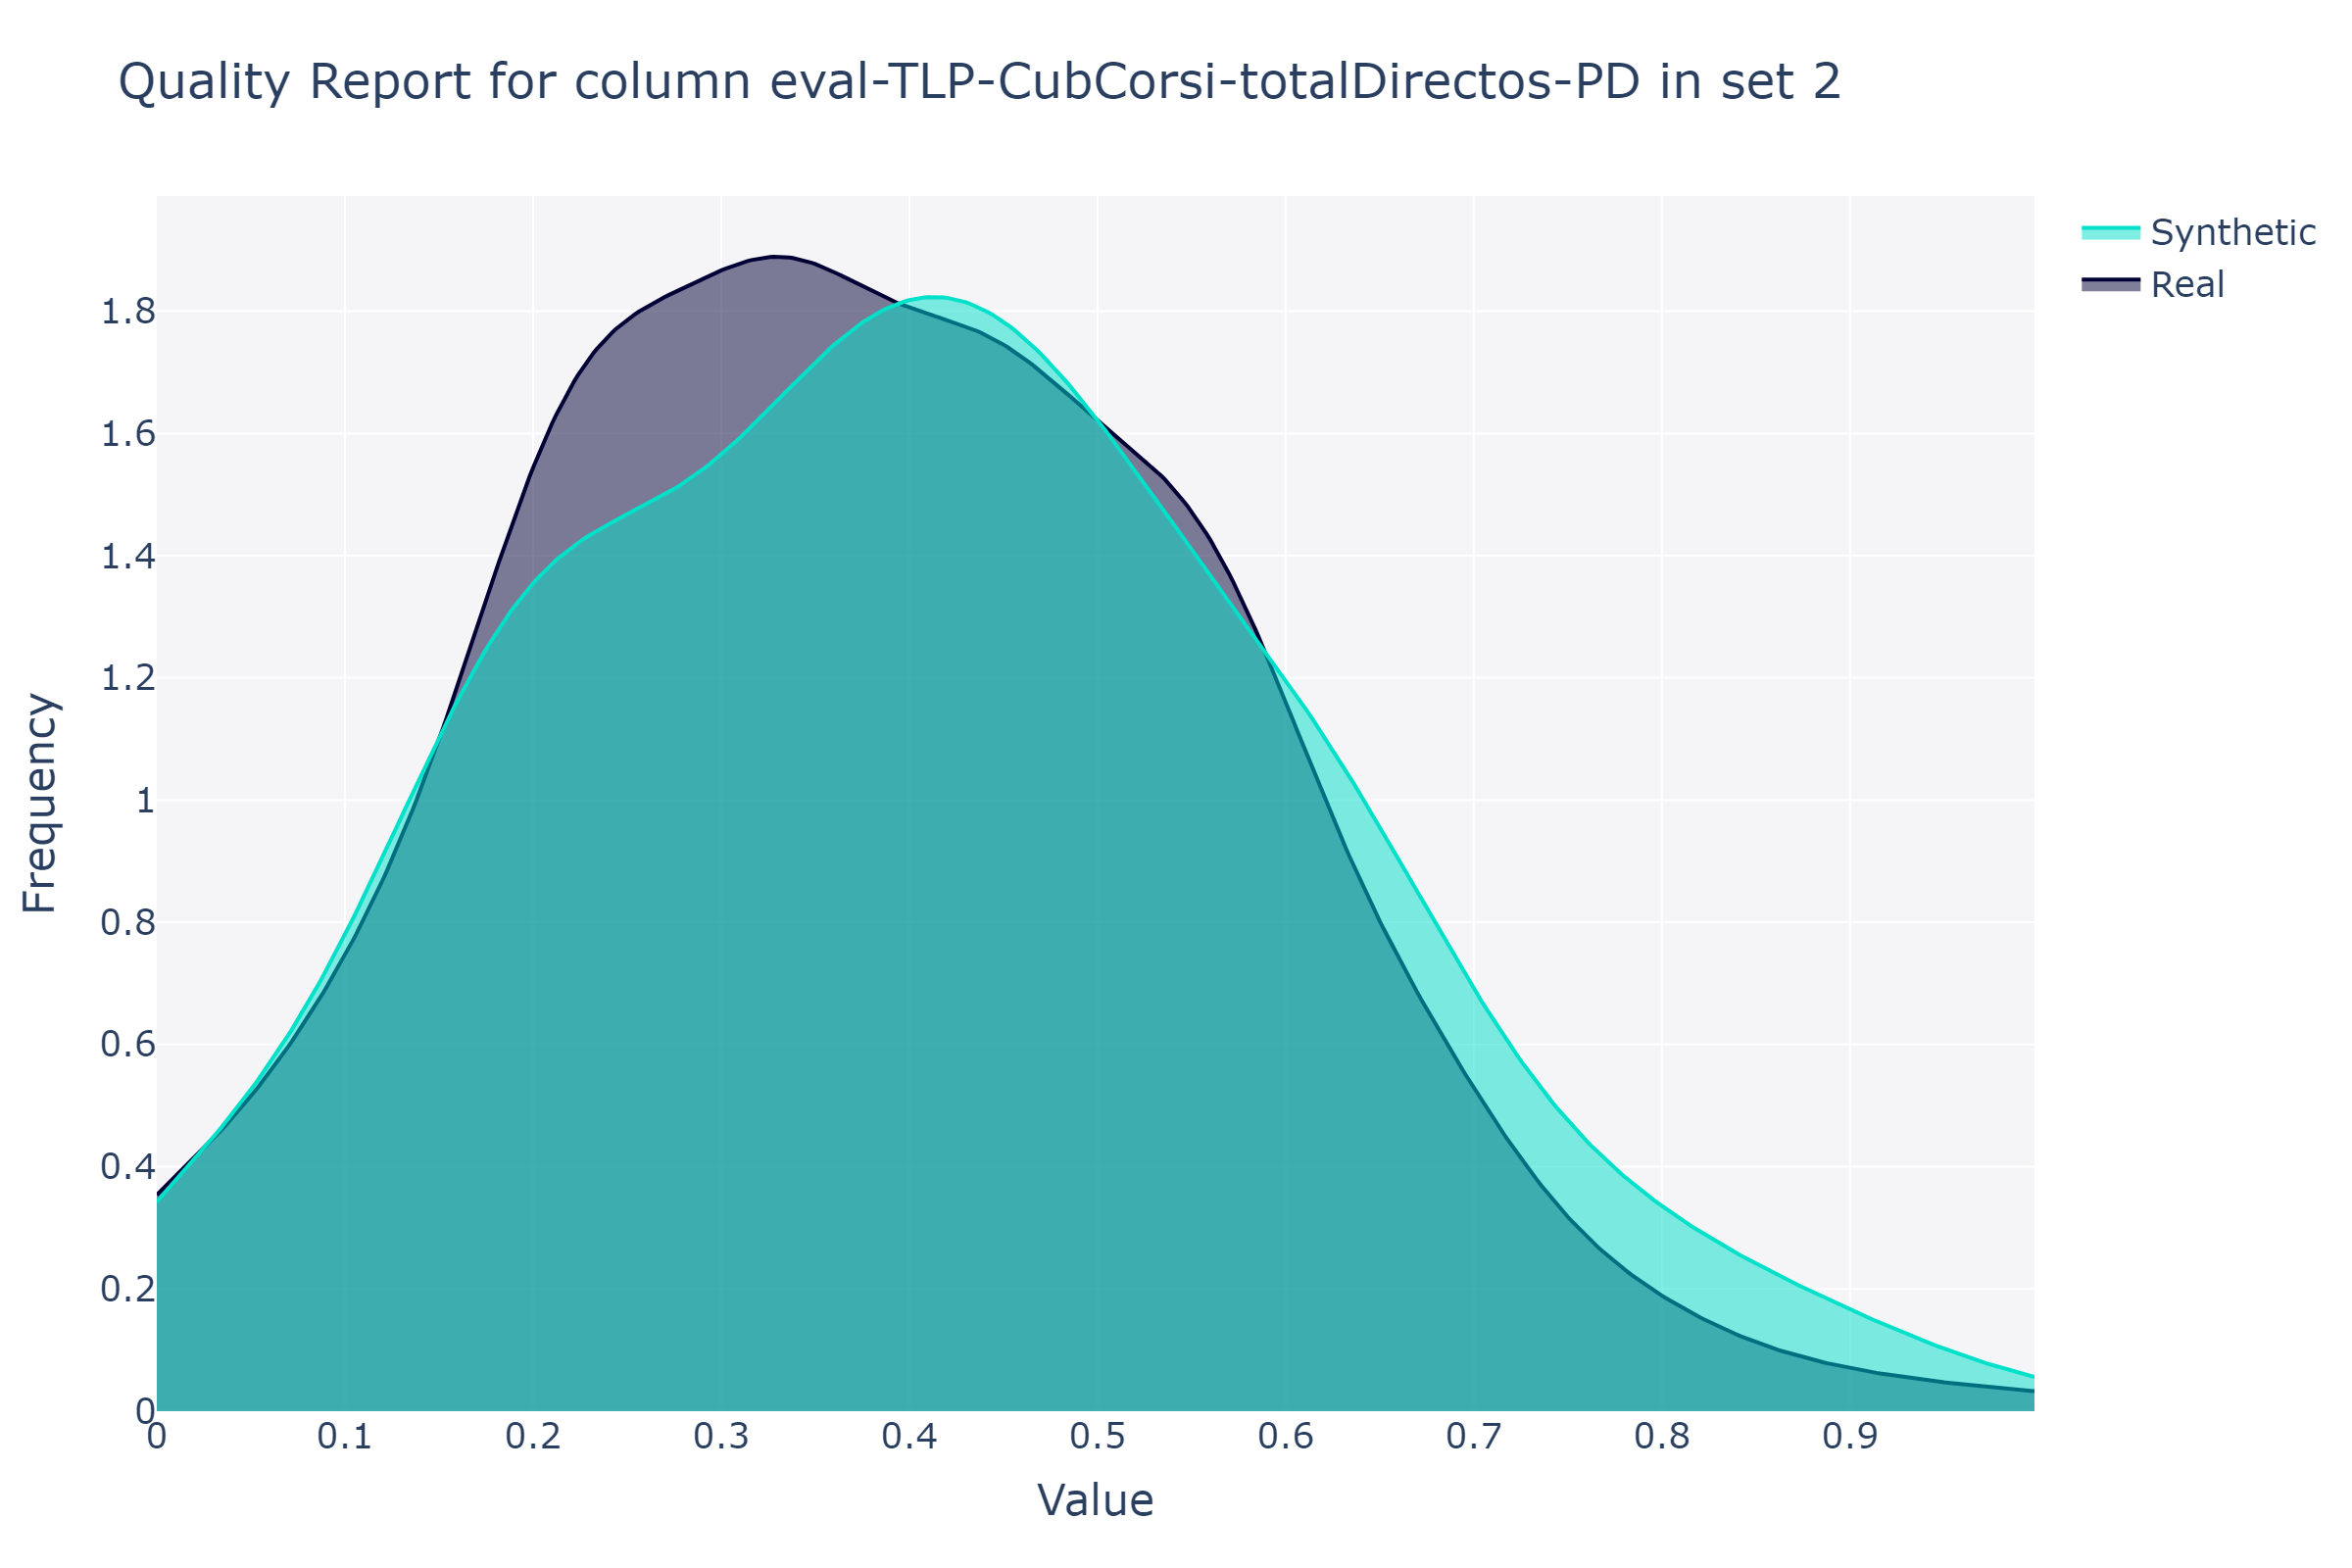 Quality Report for column eval-TLP-CubCorsi-totalDirectos-PD in set 2
Synthetic
Real
1.8
1.6
1.4
1.2
1
0.8
0.6
0.4
0.2
0
Frequency
0 0.1 0.2 0.3 0.4 0.5 0.6 0.7 0.8 0.9
Value